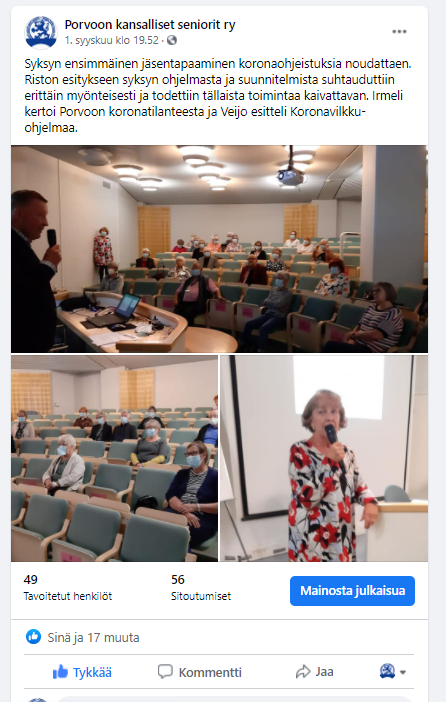 Porvoon kansalliset seniorit ry
1. syyskuu klo 19.52 ·
Syksyn ensimmäinen jäsentapaaminen koronaohjeistuksia noudattaen.
Riston esitykseen syksyn ohjelmasta ja suunnitelmista suhtauduttiin
erittäin myönteisesti ja todettiin tällaista toimintaa kaivattavan. Irmeli
kertoi Porvoon koronatilanteesta ja Veijo esitteli Koronavilkku-
ohjelmaa.
49
Tavoitetut henkilöt
56
Sitoutumiset
Mainosta julkaisua
Sinä ja 17 muuta
Tykkää
Kommentti
Jaa